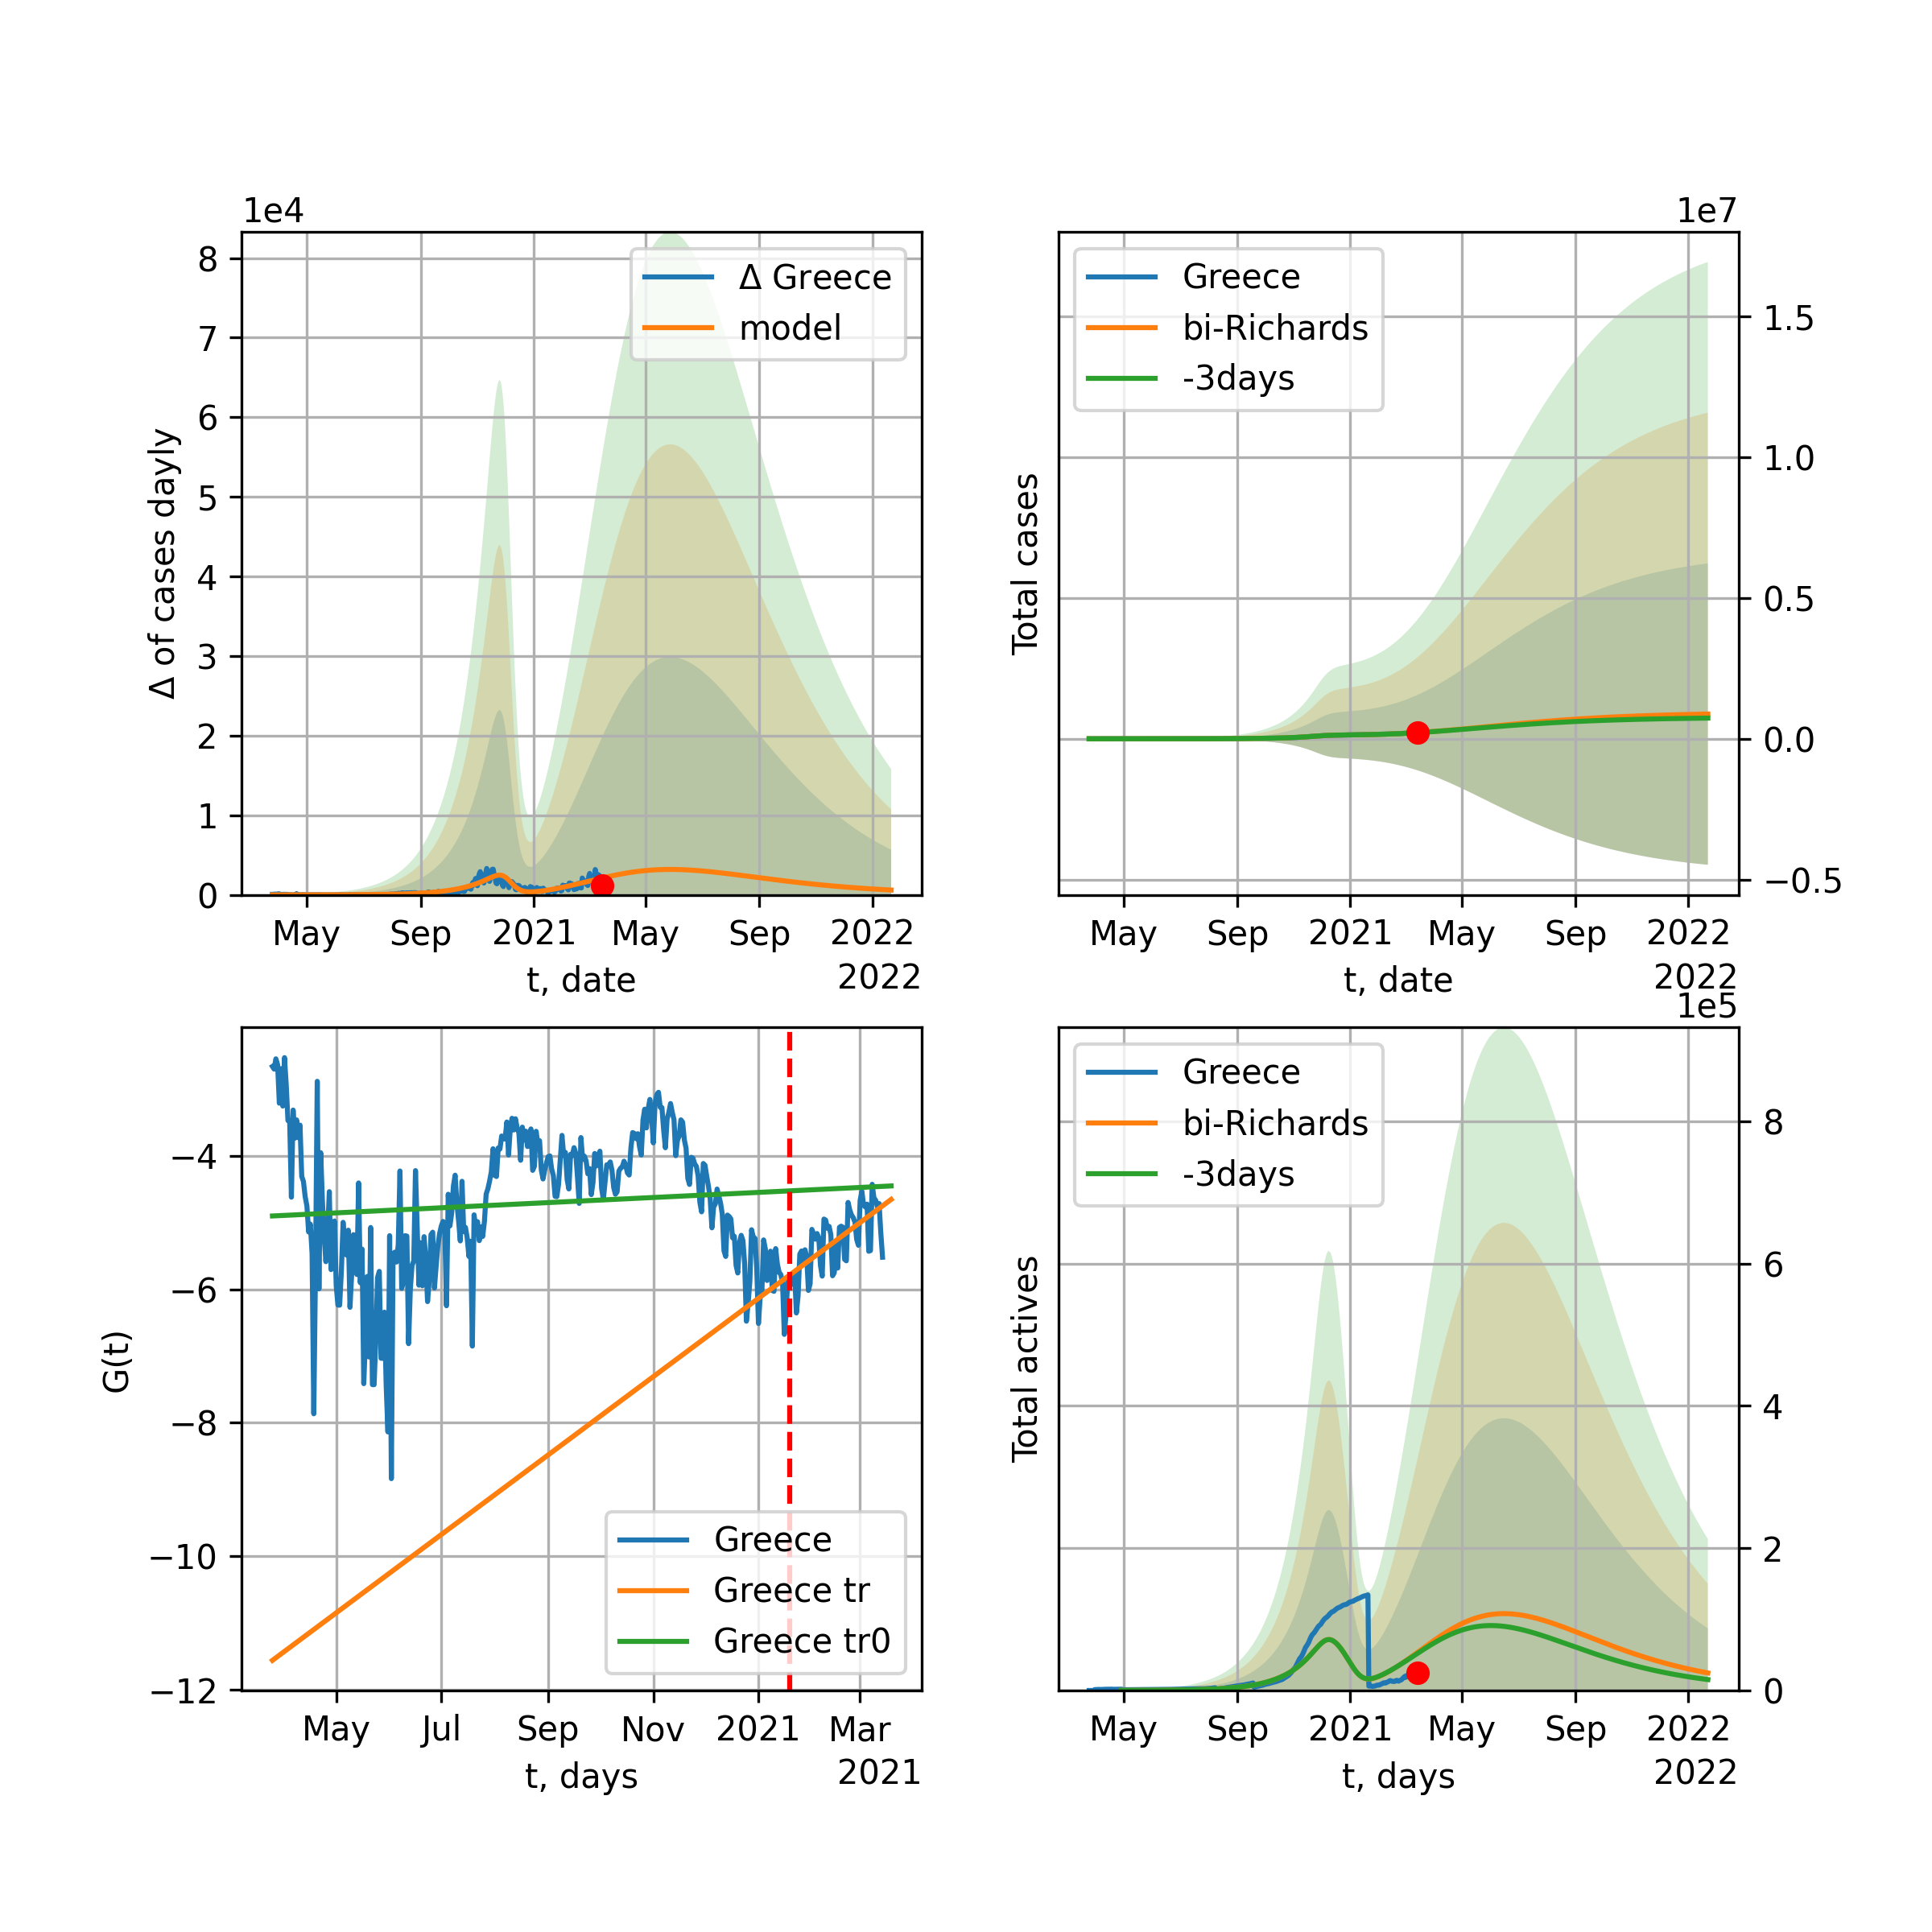 1e4
8
7
6
5
4
3
2
1
0
Δ of cases dayly
Δ Greece
model
May Sep 2021 May Sep 2022
t, date
2022
1e7
Total cases
Greece
bi-Richards
-3days
1.5
1.0
0.5
0.0
−0.5
May Sep 2021 May Sep 2022
t, date
2022
G(t)
−4
−6
−8
−10
−12
Greece
Greece tr
Greece tr0
May Jul Sep Nov 2021 Mar
t, days
2021
1e5
Total actives
Greece
bi-Richards
-3days
8
6
4
2
0
May Sep 2021 May Sep 2022
t, days
2022